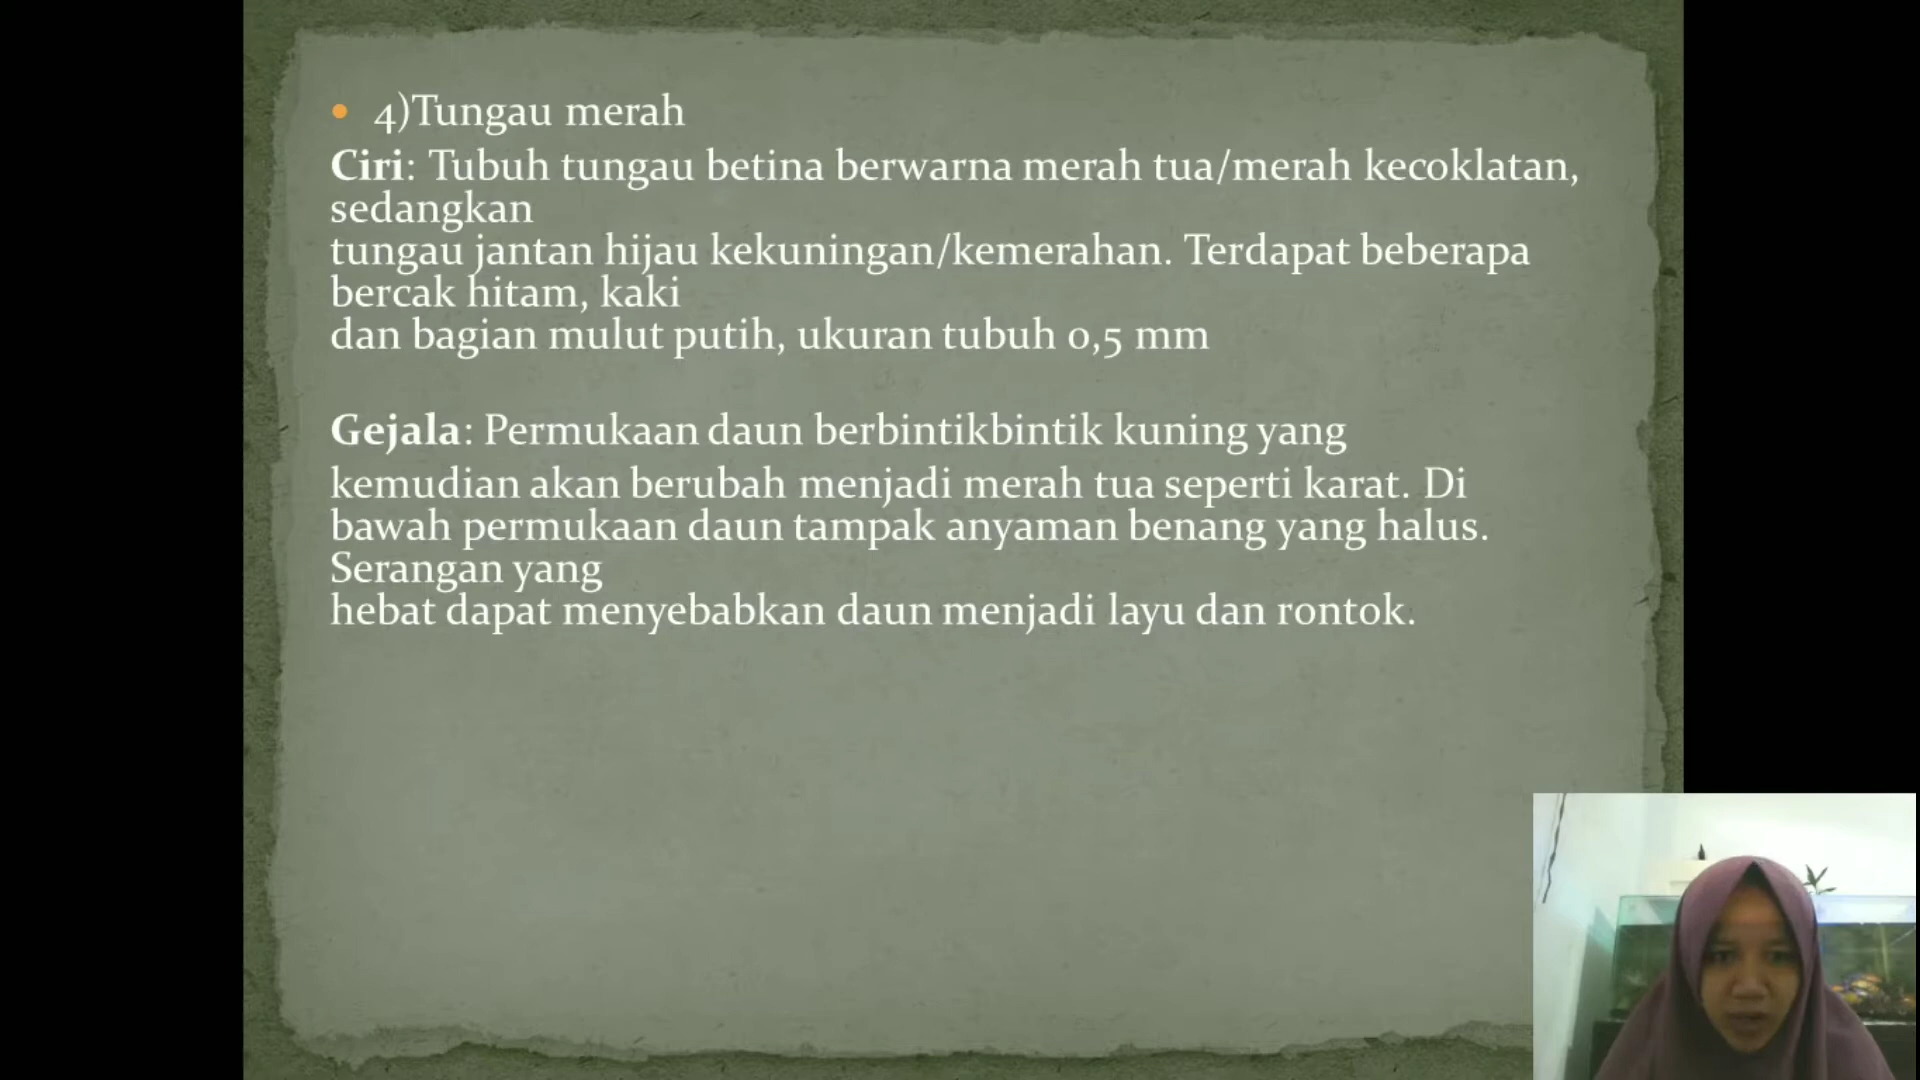 • 4)Tungau merah
Ciri: Tubuh tungau betina berwarna merah tua/merah kecoklatan,
sedangkan
tungau jantan hijau kekuningan/kemerahan. Terdapat beberapa
bercak hitam, kaki
dan bagian mulut putih, ukuran tubuh 0,5 mm
Gejala: Permukaan daun berbintikbintik kuning yang
kemudian akan berubah menjadi merah tua seperti karat. Di
bawah permukaan daun tampak anyaman benang yang halus.
Serangan yang
hebat dapat menyebabkan daun menjadi layu dan rontok.